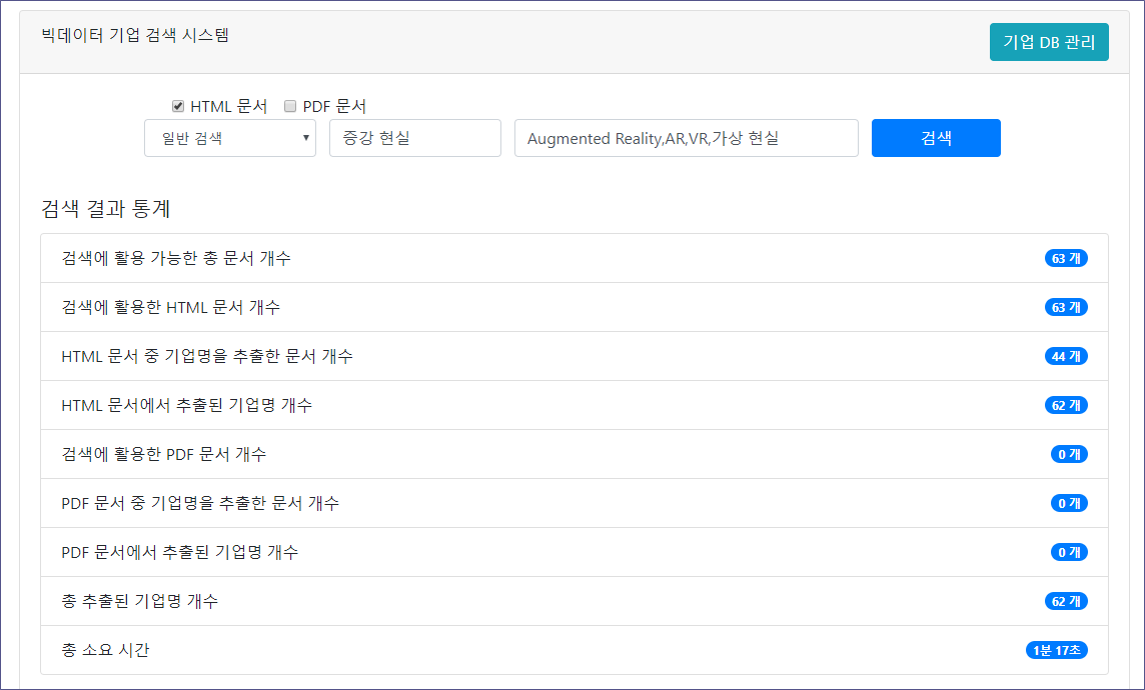 빅데이터 기업 검색 시스템
기업 DB 관리
HTML 문서 PDF 문서
일반 검색 증강 현실 Augmented Reality,AR,VR,가상 현실 검색
검색 결과 통계
검색에 활용 가능한 총 문서 개수 63 개
검색에 활용한 HTML 문서 개수 63 개
HTML 문서 중 기업명을 추출한 문서 개수 44 개
HTML 문서에서 추출된 기업명 개수 62 개
검색에 활용한 PDF 문서 개수 0 개
PDF 문서 중 기업명을 추출한 문서 개수 0 개
PDF 문서에서 추출된 기업명 개수 0 개
총 추출된 기업명 개수 62 개
총 소요 시간 1분 17초